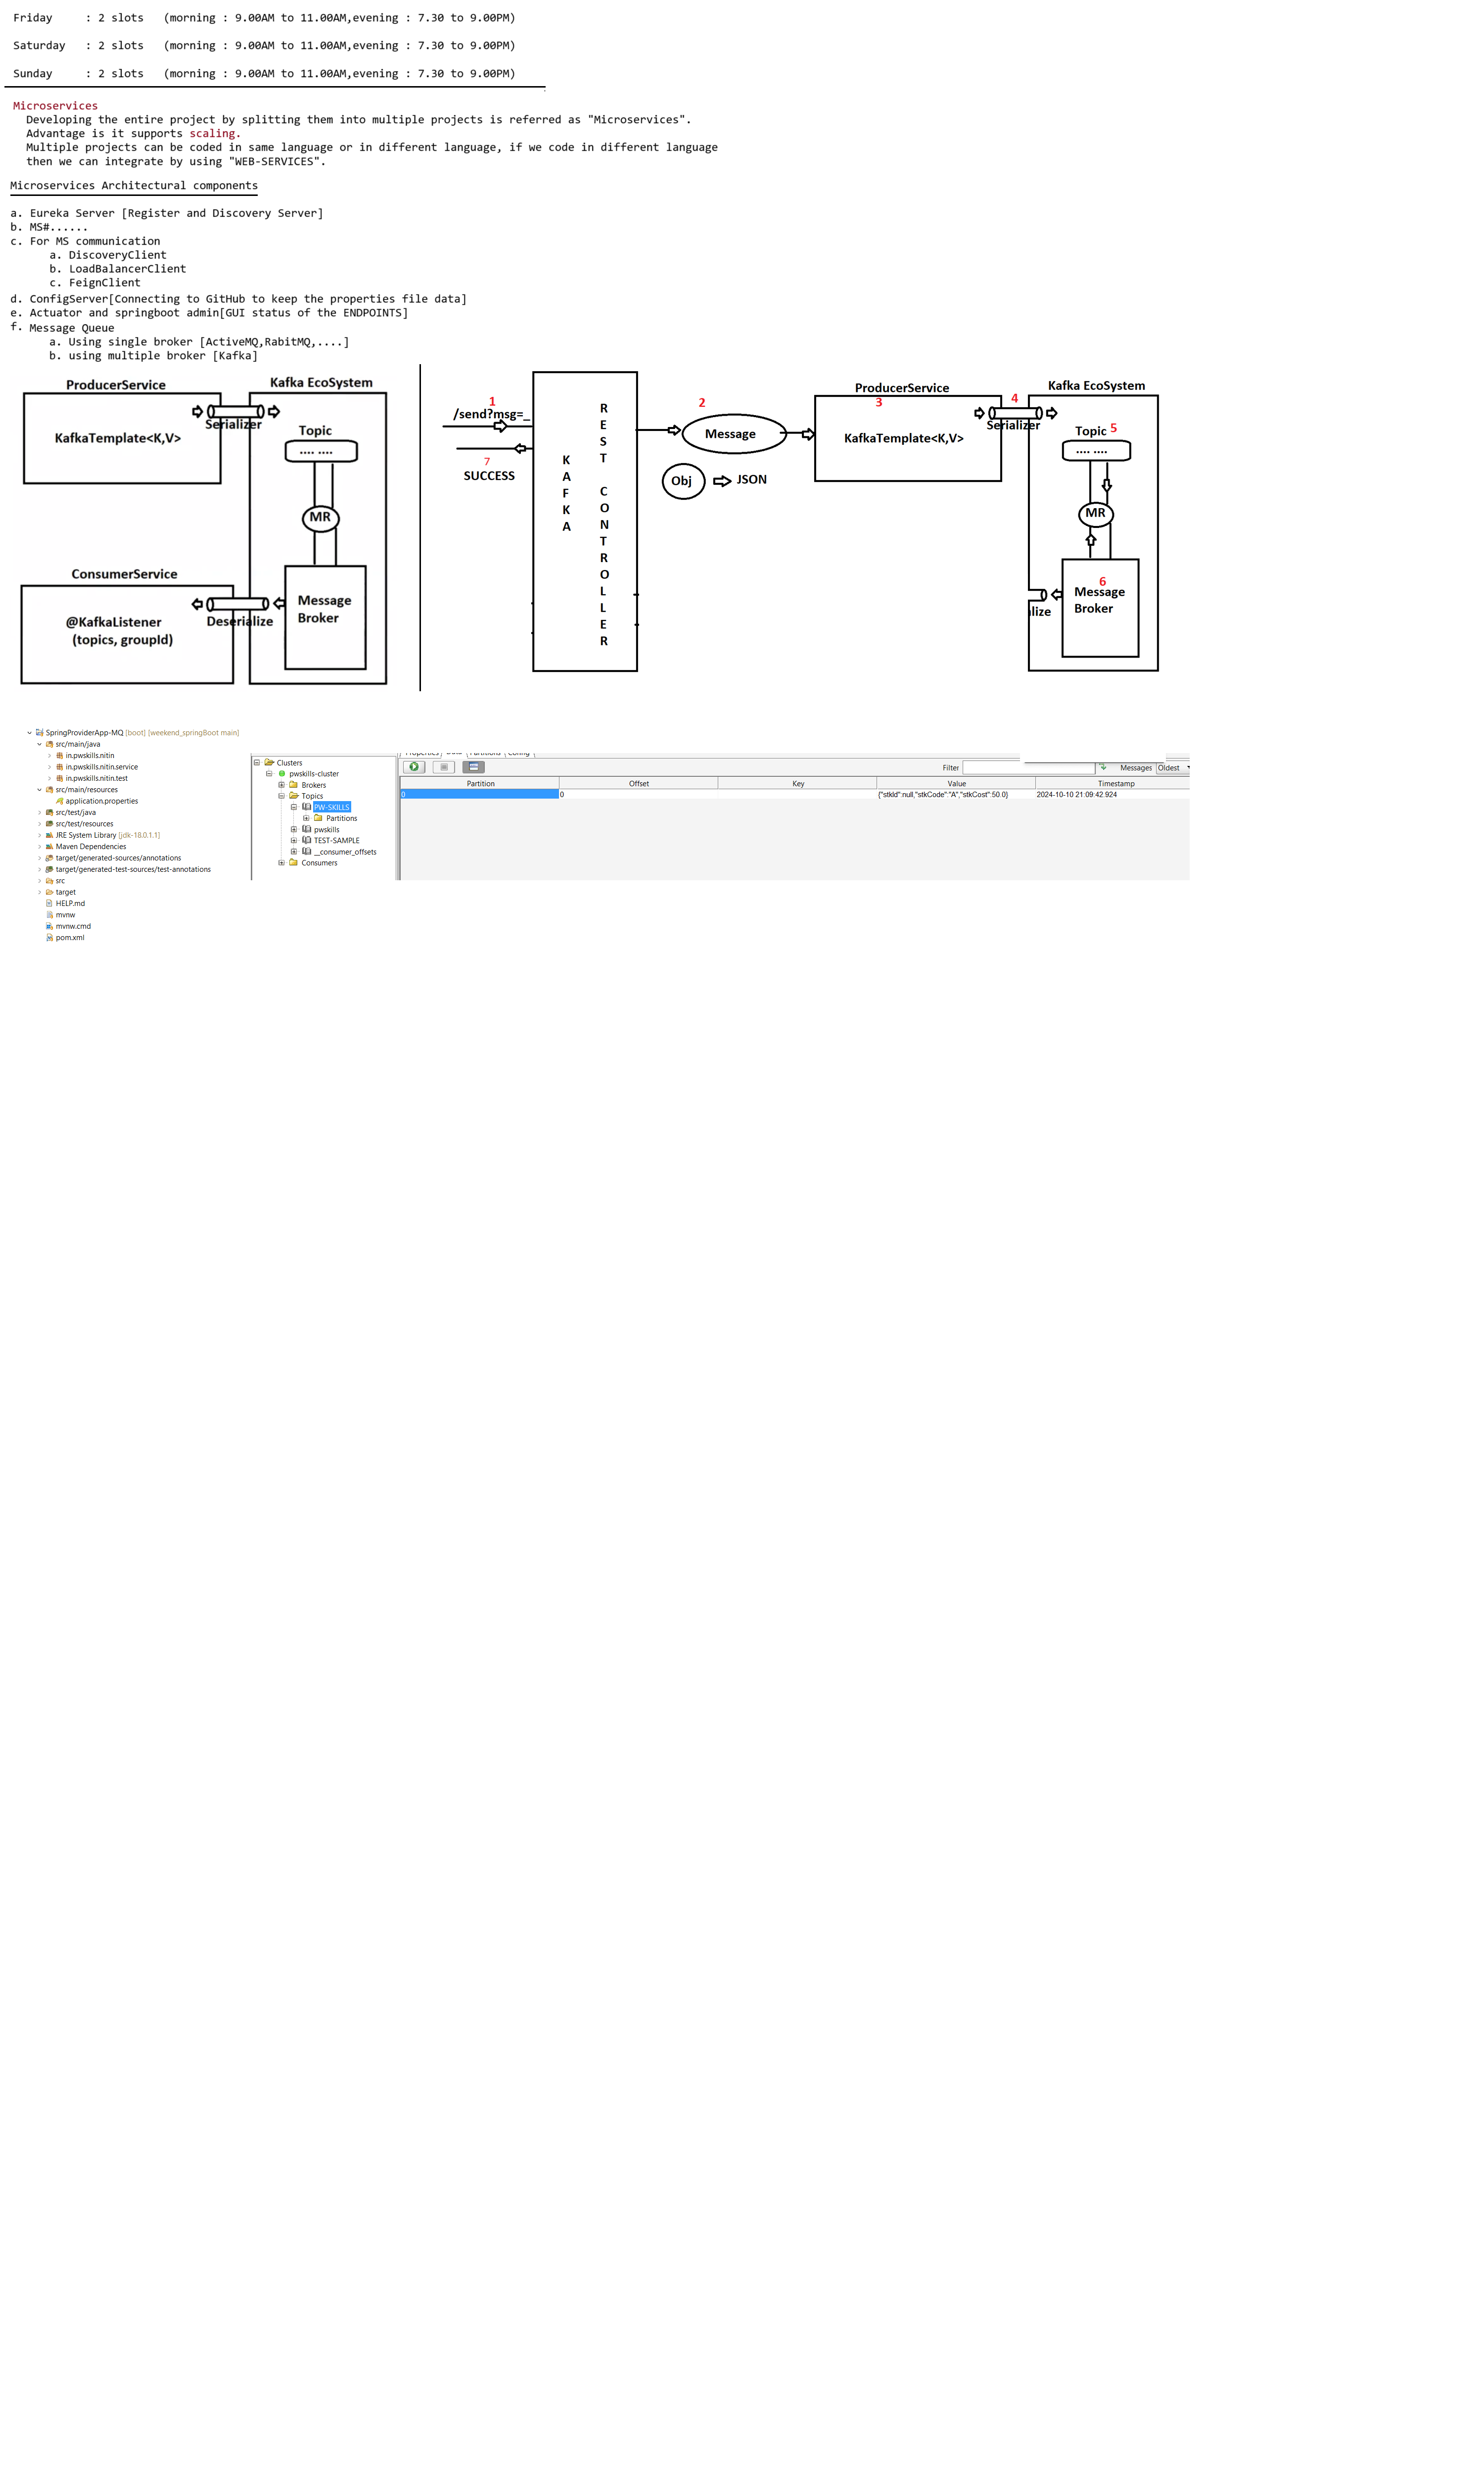 Friday     : 2 slots   (morning : 9.00AM to 11.00AM,evening : 7.30 to 9.00PM)
Saturday   : 2 slots   (morning : 9.00AM to 11.00AM,evening : 7.30 to 9.00PM)
Sunday     : 2 slots   (morning : 9.00AM to 11.00AM,evening : 7.30 to 9.00PM)
Microservices
Developing the entire project by splitting them into multiple projects is referred as "Microservices".
Advantage is it supports scaling.
Multiple projects can be coded in same language or in different language, if we code in different language
then we can integrate by using "WEB-SERVICES".
Microservices Architectural components
a. Eureka Server [Register and Discovery Server]
b. MS#......
c. For MS communication
a. DiscoveryClient
b. LoadBalancerClient
c. FeignClient
d. ConfigServer[Connecting to GitHub to keep the properties file data]
e. Actuator and springboot admin[GUI status of the ENDPOINTS]
f. Message Queue
a. Using single broker [ActiveMQ,RabitMQ,....]
b. using multiple broker [Kafka]
ProducerService
Kafka EcoSystem
KafkaTemplate<K,V>
Serializer
Topic
.... ....
MR
ConsumerService
@KafkaListener
(topics, groupId)
Deserialize
Message
Broker
1
/send?msg=_
7
SUCCESS
KAFKA
REST CONTROLLER
2
Message
Obj
JSON
ProducerService
3
KafkaTemplate<K,V>
4
Serializer
Kafka EcoSystem
Topic 5
.... ....
MR
6
Message
Broker
lize
SpringProviderApp-MQ [boot] [weekend_springBoot main]
src/main/java
in.pwskills.nitin
in.pwskills.nitin.service
in.pwskills.nitin.test
src/main/resources
application.properties
src/test/java
src/test/resources
JRE System Library [jdk-18.0.1.1]
Maven Dependencies
target/generated-sources/annotations
target/generated-test-sources/test-annotations
src
target
HELP.md
mvnw
mvnw.cmd
pom.xml
Clusters
pwskills-cluster
Brokers
Topics
PW-SKILLS
Partitions
pwskills
TEST-SAMPLE
__consumer_offsets
Consumers
Filter
Messages Oldest
Partition Offset Key Value Timestamp
0 0 {"stkId":null,"stkCode":"A","stkCost":50.0} 2024-10-10 21:09:42.924